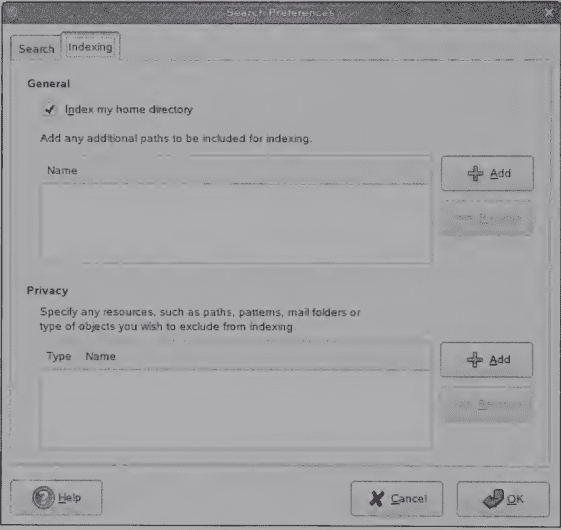 Search Preferences
Search
Indexing
General
Index my home directory
Add any additional paths to be included for indexing.
Name
Add
Remove
Privacy
Specify any resources, such as paths, patterns, mail folders or
type of objects you wish to exclude from indexing.
Type Name
Add
Remove
Help
Cancel
OK